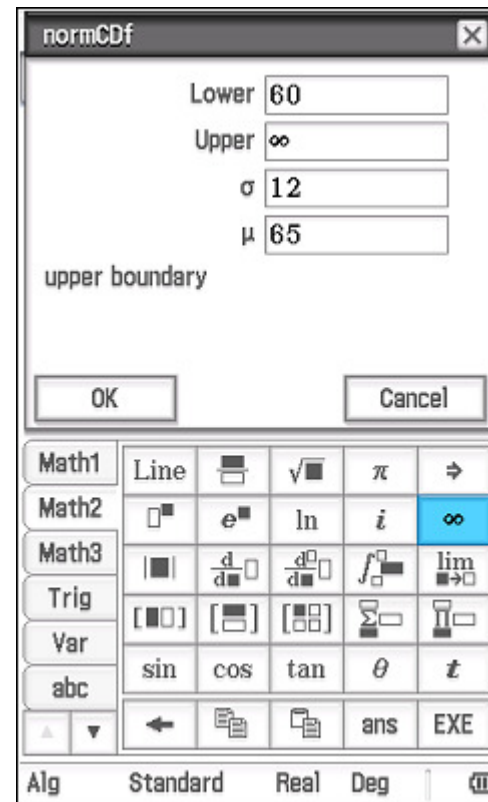 normCDf
Lower 60
Upper ∞
σ 12
μ 65
upper boundary
OK Cancel
Math1 Line √■ π ⇒
Math2 □■ e■ ln i ∞
Math3 |■| d/d■□ d□/d■□ ∫ lim ■→□
Trig [■□] Σ□ Π□
Var sin cos tan θ t
abc ans EXE
Alg Standard Real Deg